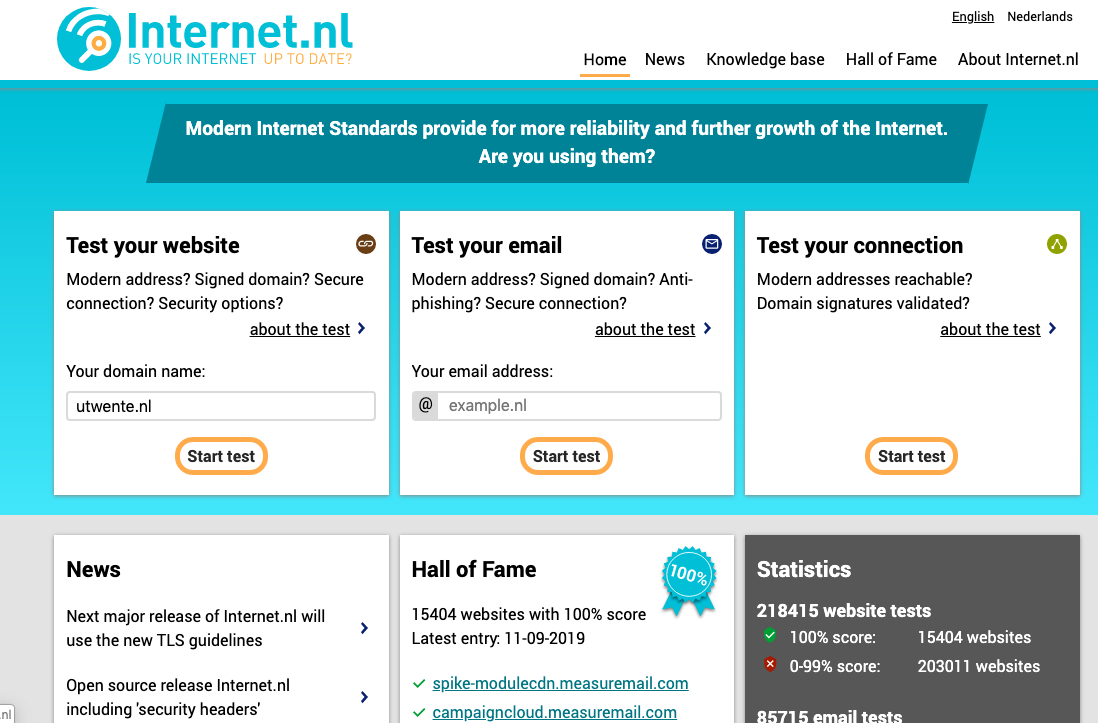 Internet.nl
IS YOUR INTERNET UP TO DATE?
English Nederlands
Home News Knowledge base Hall of Fame About Internet.nl
Modern Internet Standards provide for more reliability and further growth of the Internet.
Are you using them?
Test your website
Modern address? Signed domain? Secure
connection? Security options?
about the test
Your domain name:
utwente.nl
Start test
Test your email
Modern address? Signed domain? Anti-
phishing? Secure connection?
about the test
Your email address:
@ example.nl
Start test
Test your connection
Modern addresses reachable?
Domain signatures validated?
about the test
Start test
News
Next major release of Internet.nl will
use the new TLS guidelines
Open source release Internet.nl
including 'security headers'
Hall of Fame
100%
15404 websites with 100% score
Latest entry: 11-09-2019
spike-modulecdn.measuremail.com
campaigncloud.measuremail.com
Statistics
218415 website tests
100% score: 15404 websites
0-99% score: 203011 websites
85715 email tests
.nl